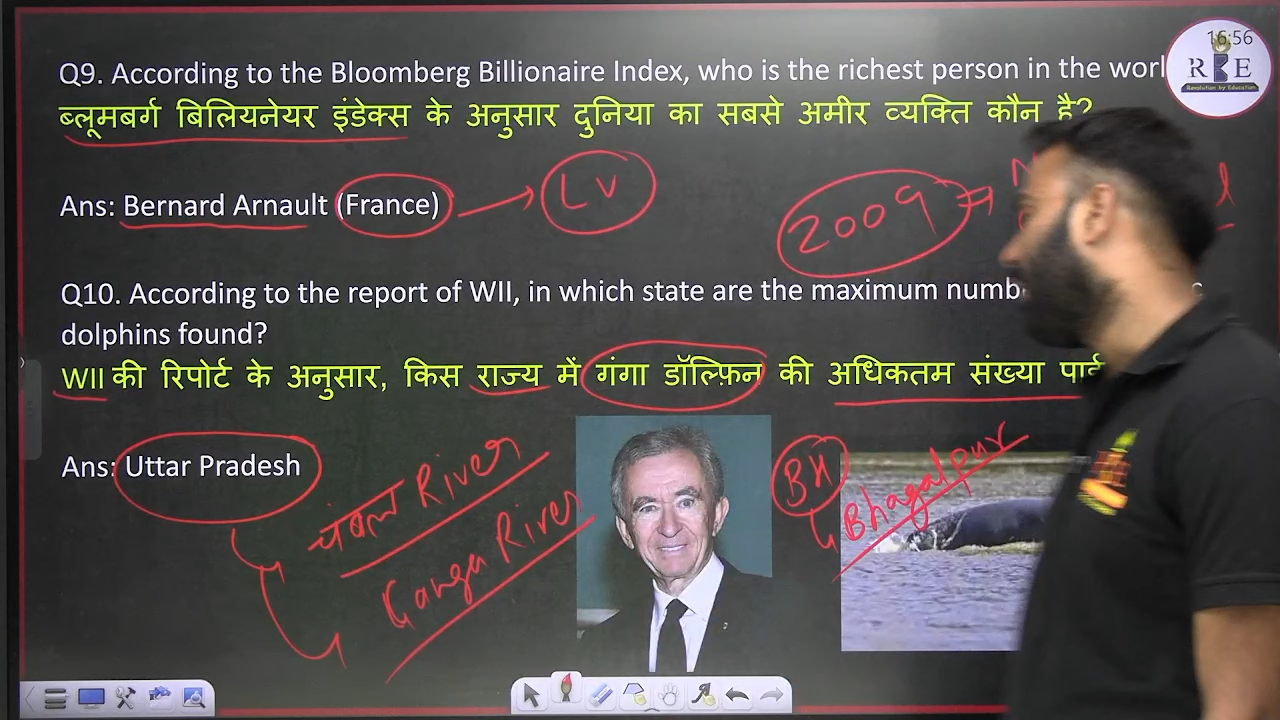 16:56
R E
Revolution by Education
Q9. According to the Bloomberg Billionaire Index, who is the richest person in the worl
ब्लूमबर्ग बिलियनेयर इंडेक्स के अनुसार दुनिया का सबसे अमीर व्यक्ति कौन है?
Ans: Bernard Arnault (France)
LV
2009
Q10. According to the report of WII, in which state are the maximum
dolphins found?
WII की रिपोर्ट के अनुसार, किस राज्य में गंगा डॉल्फ़िन की अधिकतम संख्या
Ans: Uttar Pradesh
चंबल River
Ganga River
BH
Bhagalpur